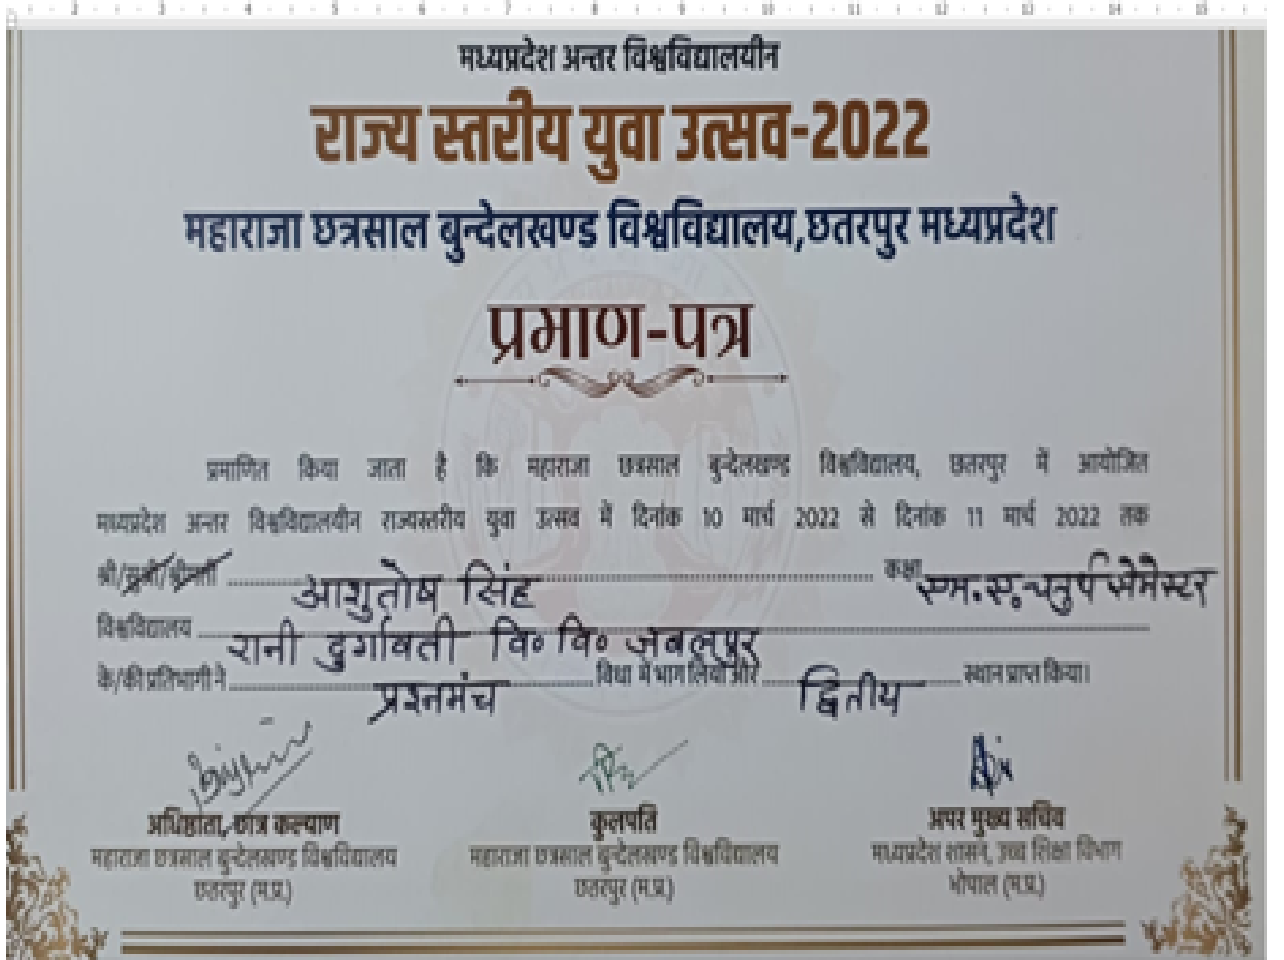 मध्यप्रदेश अन्तर विश्वविद्यालयीन
राज्य स्तरीय युवा उत्सव-2022
महाराजा छत्रसाल बुन्देलखण्ड विश्वविद्यालय,छतरपुर मध्यप्रदेश
प्रमाण-पत्र
प्रमाणित किया जाता है कि महाराजा छत्रसाल बुन्देलखण्ड विश्वविद्यालय, छतरपुर में आयोजित
मध्यप्रदेश अन्तर विश्वविद्यालयीन राज्यस्तरीय युवा उत्सव में दिनांक 10 मार्च 2022 से दिनांक 11 मार्च 2022 तक
श्री/सुश्री/श्रीमती आशुतोष सिंह कक्षा एम.ए.चतुर्थ सेमेस्टर
विश्वविद्यालय रानी दुर्गावती वि० वि० जबलपुर
के/की प्रतिभागी ने प्रश्नमंच विधा में भाग लिया और द्वितीय स्थान प्राप्त किया।
अधिष्ठाता, छात्र कल्याण कुलपति अपर मुख्य सचिव
महाराजा छत्रसाल बुन्देलखण्ड विश्वविद्यालय महाराजा छत्रसाल बुन्देलखण्ड विश्वविद्यालय मध्यप्रदेश शासन, उच्च शिक्षा विभाग
छतरपुर (म.प्र.) छतरपुर (म.प्र.) भोपाल (म.प्र.)